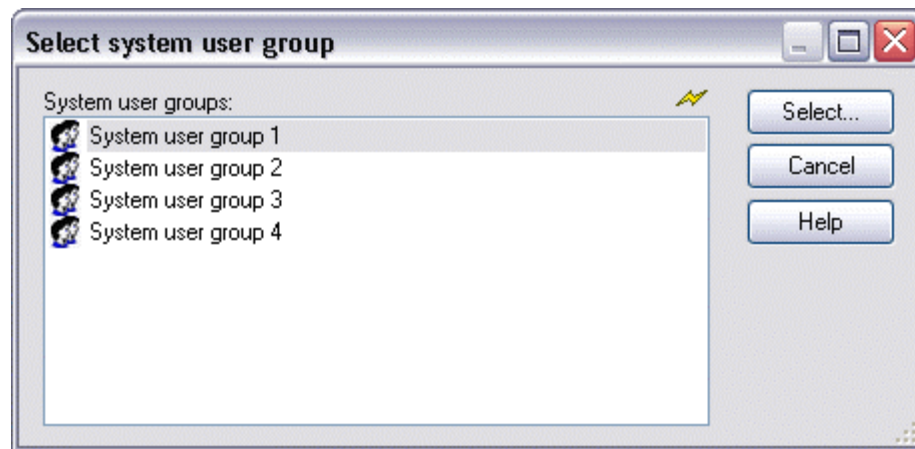 Select system user group
System user groups:
System user group 1
System user group 2
System user group 3
System user group 4
Select...
Cancel
Help